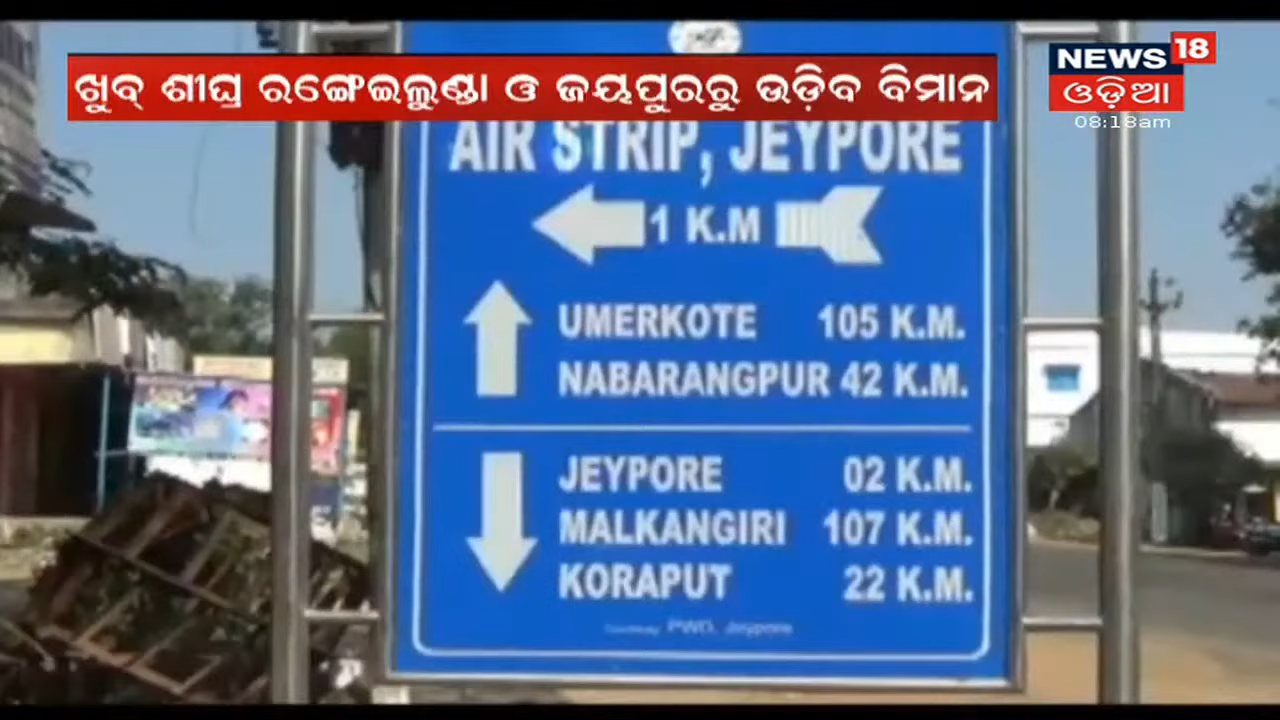 ଖୁବ୍ ଶୀଘ୍ର ରଙ୍ଗେଇଲୁଣ୍ଡା ଓ ଜୟପୁରରୁ ଉଡ଼ିବ ବିମାନ
NEWS 18
ଓଡ଼ିଆ
08:18am
AIR STRIP, JEYPORE
1 K.M
UMERKOTE 105 K.M.
NABARANGPUR 42 K.M.
JEYPORE 02 K.M.
MALKANGIRI 107 K.M.
KORAPUT 22 K.M.
PWD, Jeypore